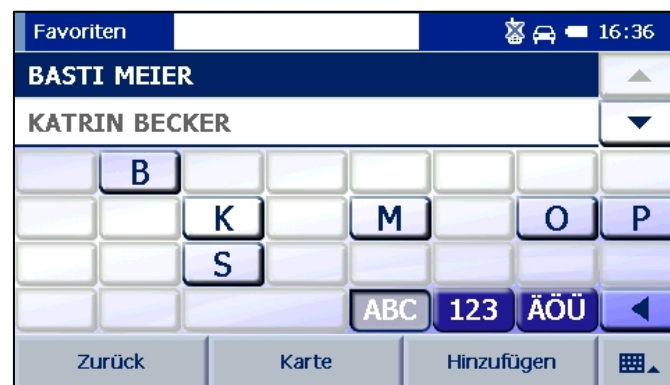 Favoriten 16:36
BASTI MEIER
KATRIN BECKER
B
K M O P
S
ABC 123 ÄÖÜ
Zurück Karte Hinzufügen